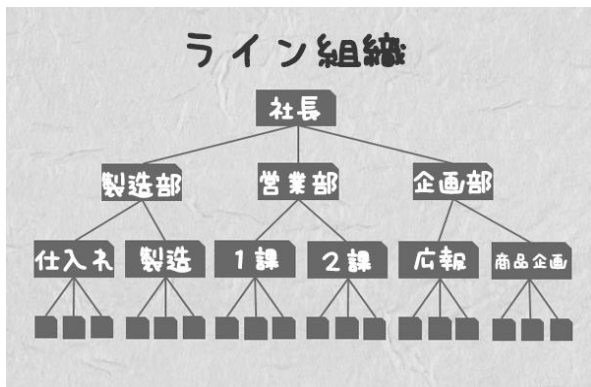 ライン組織
社長
製造部
営業部
企画部
仕入れ
製造
1課
2課
広報
商品企画